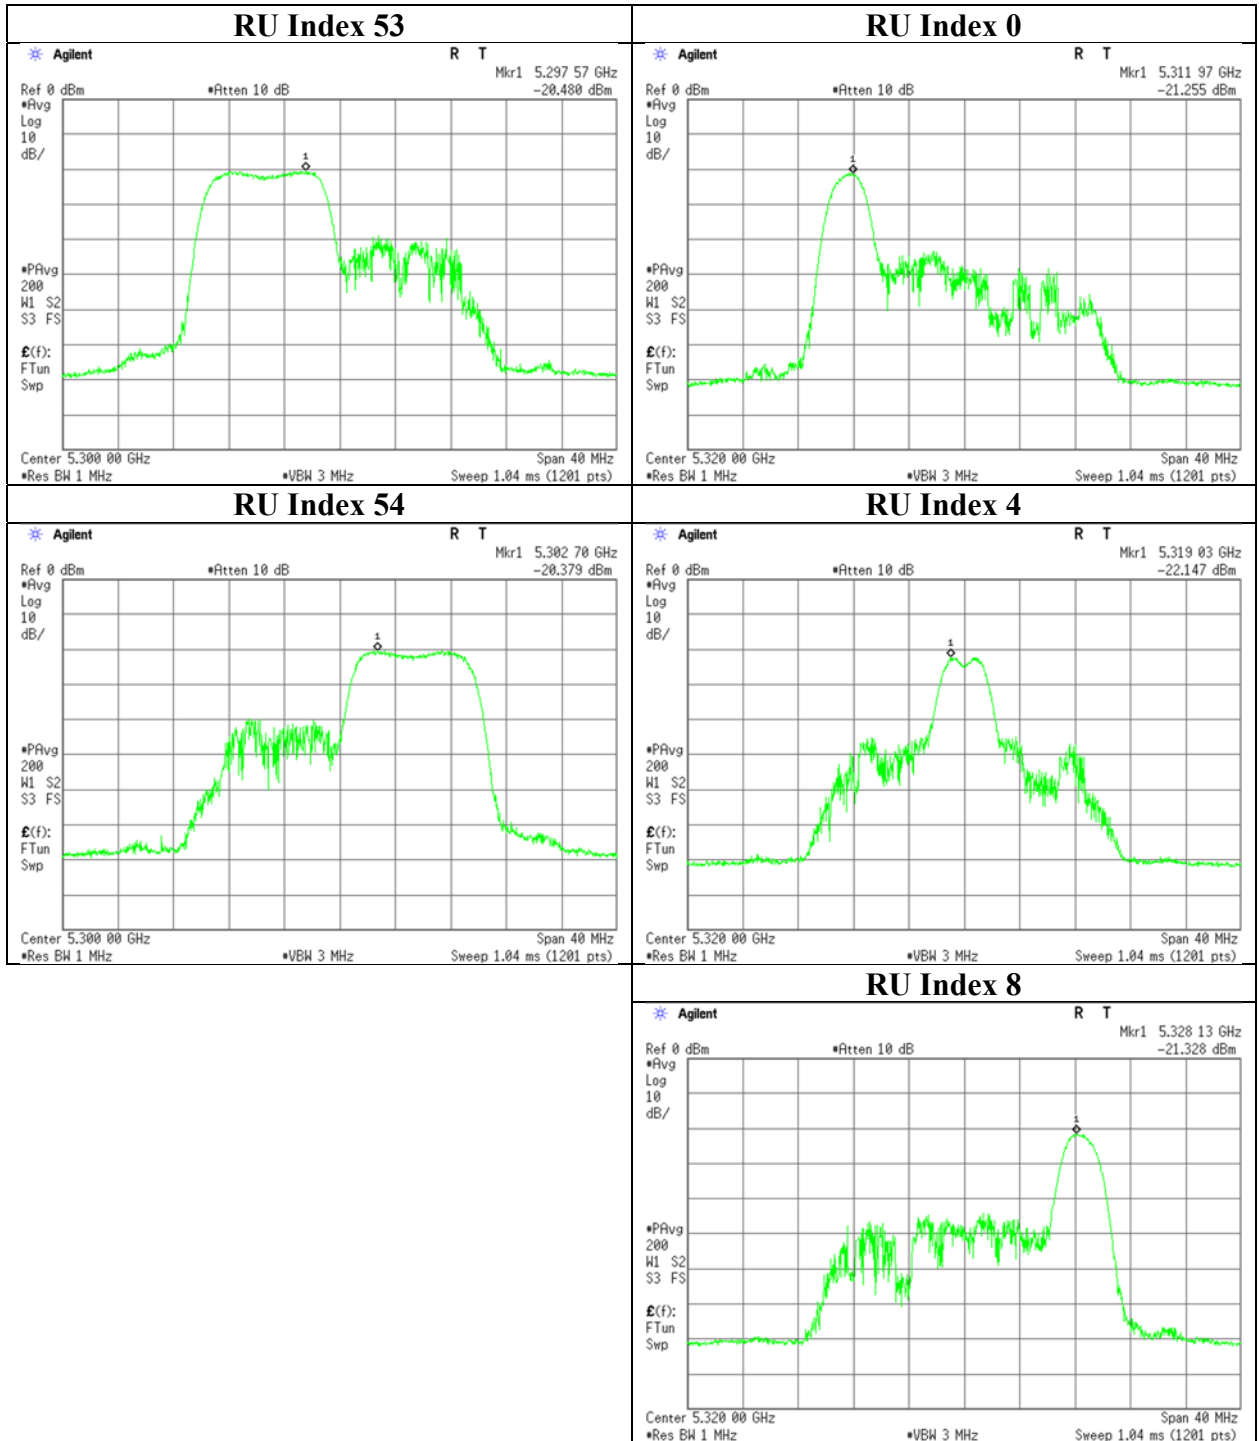 RU Index 53
Agilent
R T
Mkr1 5.297 57 GHz
Ref 0 dBm
*Atten 10 dB
-20.480 dBm
*Avg
Log
10
dB/
1
*PAvg
200
W1 S2
S3 FS
£(f):
FTun
Swp
Center 5.300 00 GHz
Span 40 MHz
*Res BW 1 MHz
*VBW 3 MHz
Sweep 1.04 ms (1201 pts)
RU Index 0
Agilent
R T
Mkr1 5.311 97 GHz
Ref 0 dBm
*Atten 10 dB
-21.255 dBm
*Avg
Log
10
dB/
1
*PAvg
200
W1 S2
S3 FS
£(f):
FTun
Swp
Center 5.320 00 GHz
Span 40 MHz
*Res BW 1 MHz
*VBW 3 MHz
Sweep 1.04 ms (1201 pts)
RU Index 54
Agilent
R T
Mkr1 5.302 70 GHz
Ref 0 dBm
*Atten 10 dB
-20.379 dBm
*Avg
Log
10
dB/
1
*PAvg
200
W1 S2
S3 FS
£(f):
FTun
Swp
Center 5.300 00 GHz
Span 40 MHz
*Res BW 1 MHz
*VBW 3 MHz
Sweep 1.04 ms (1201 pts)
RU Index 4
Agilent
R T
Mkr1 5.319 03 GHz
Ref 0 dBm
*Atten 10 dB
-22.147 dBm
*Avg
Log
10
dB/
1
*PAvg
200
W1 S2
S3 FS
£(f):
FTun
Swp
Center 5.320 00 GHz
Span 40 MHz
*Res BW 1 MHz
*VBW 3 MHz
Sweep 1.04 ms (1201 pts)
RU Index 8
Agilent
R T
Mkr1 5.328 13 GHz
Ref 0 dBm
*Atten 10 dB
-21.328 dBm
*Avg
Log
10
dB/
1
*PAvg
200
W1 S2
S3 FS
£(f):
FTun
Swp
Center 5.320 00 GHz
Span 40 MHz
*Res BW 1 MHz
*VBW 3 MHz
Sweep 1.04 ms (1201 pts)